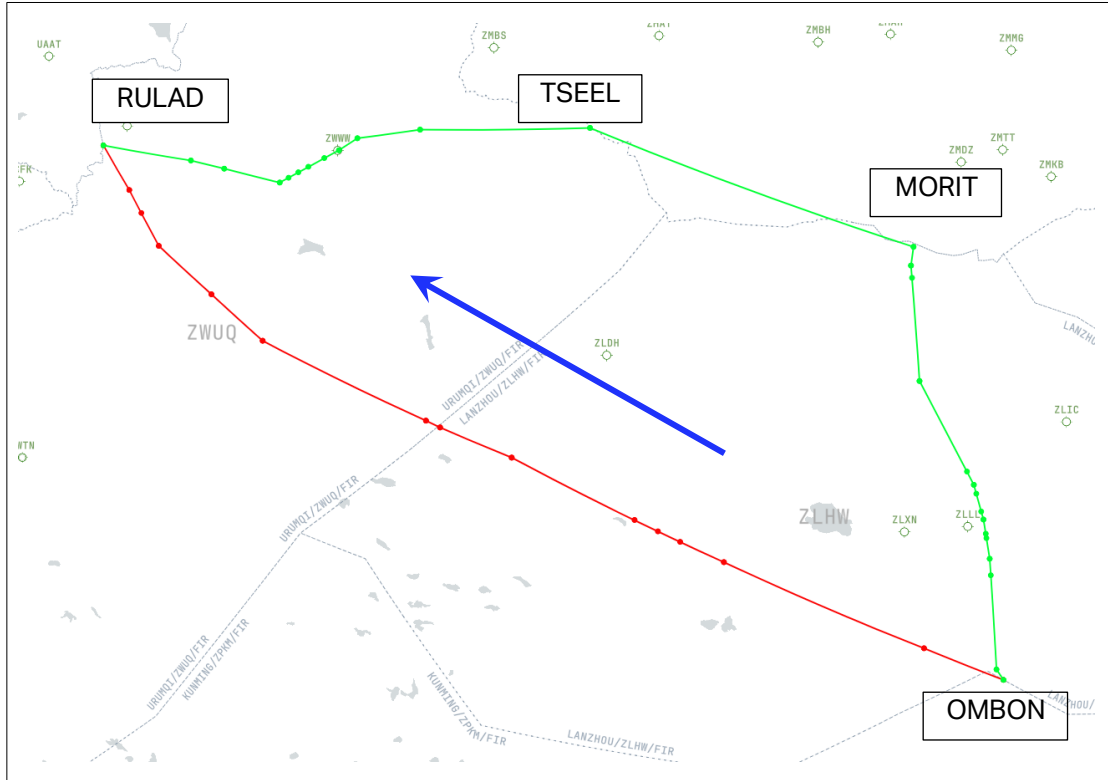 ZMBS
ZMBH
ZMMG
UAAT
RULAD
TSEEL
ZWWW
ZMTT
ZMDZ
ZMKB
MORIT
ZWUQ
URUMQI/ZWUQ/FIR
LANZHOU/ZLHW/FIR
ZLDH
ZLIC
WTN
URUMQI/ZWUQ/FIR
ZLHW
ZLXN
ZLLL
URUMQI/ZWUQ/FIR
KUNMING/ZPKM/FIR
KUNMING/ZPKM/FIR
LANZHOU/ZLHW/FIR
OMBON
LANZHOU/